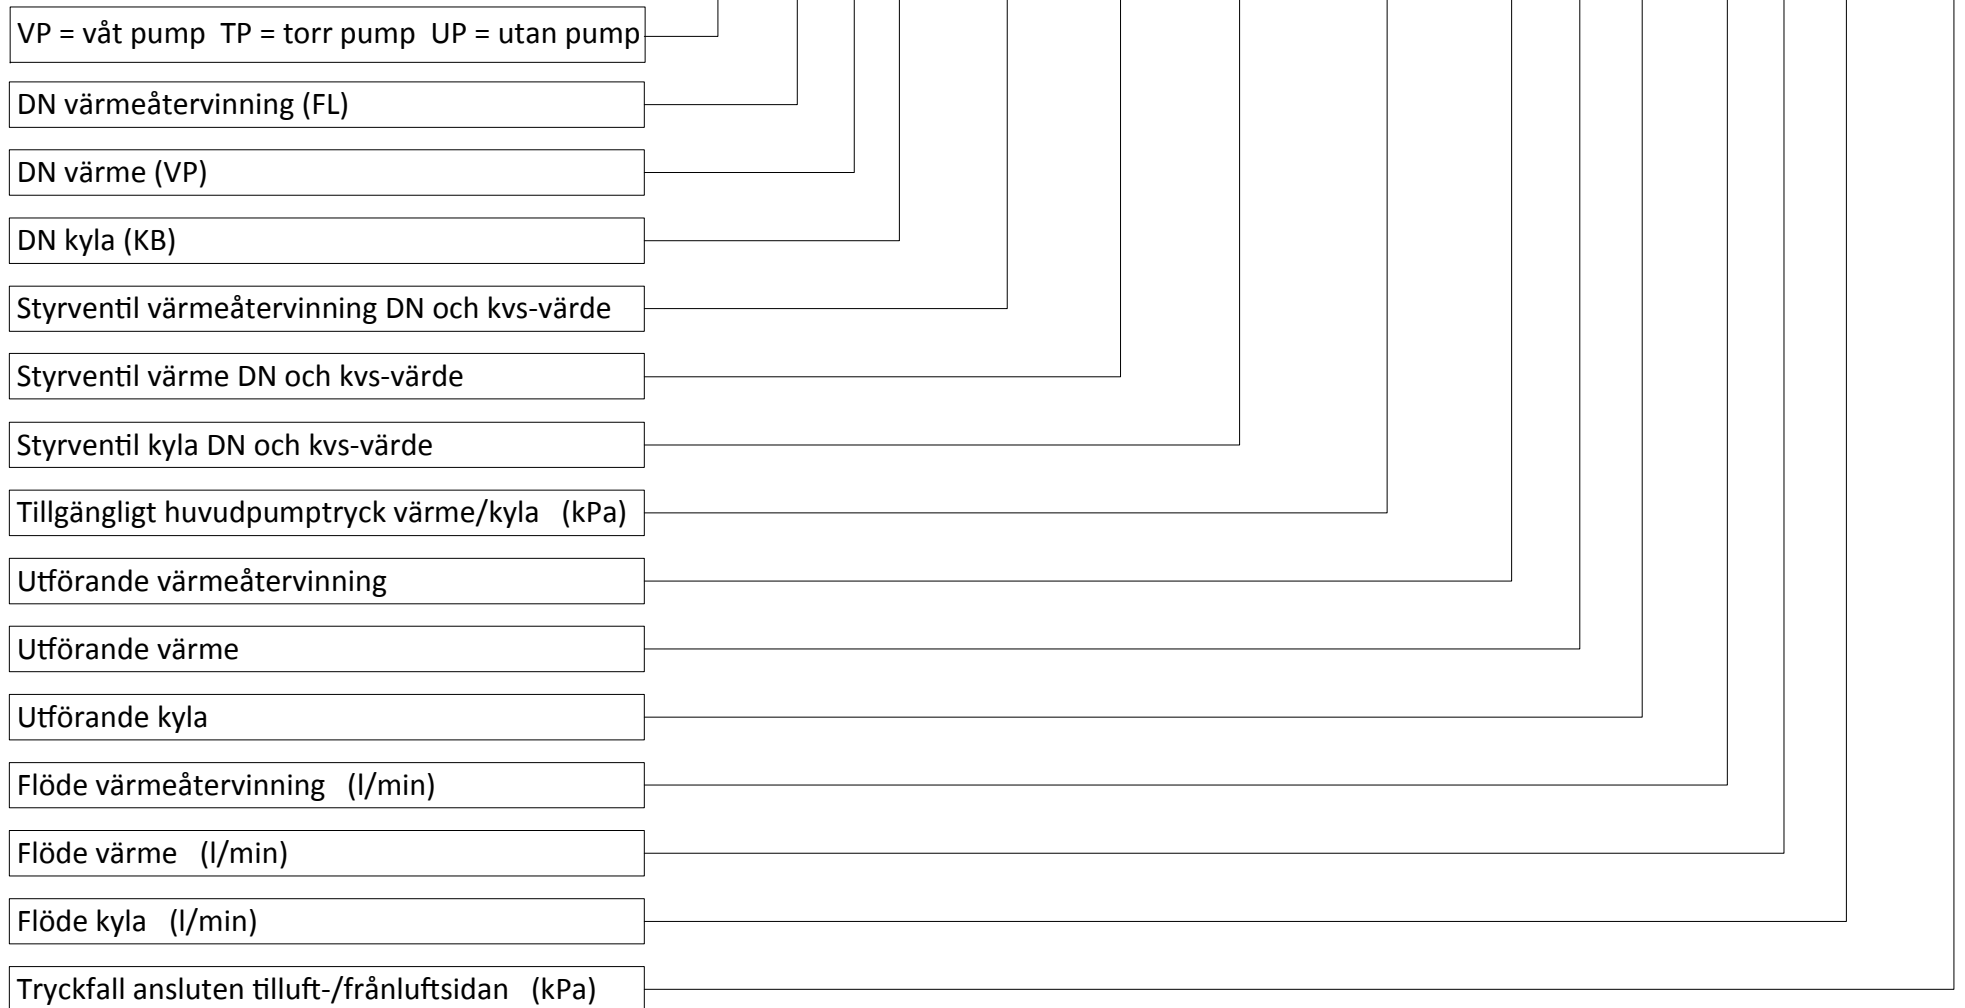 VP = våt pump  TP = torr pump  UP = utan pump
DN värmeåtervinning (FL)
DN värme (VP)
DN kyla (KB)
Styrventil värmeåtervinning DN och kvs-värde
Styrventil värme DN och kvs-värde
Styrventil kyla DN och kvs-värde
Tillgängligt huvudpumptryck värme/kyla   (kPa)
Utförande värmeåtervinning
Utförande värme
Utförande kyla
Flöde värmeåtervinning   (l/min)
Flöde värme   (l/min)
Flöde kyla   (l/min)
Tryckfall ansluten tilluft-/frånluftsidan   (kPa)